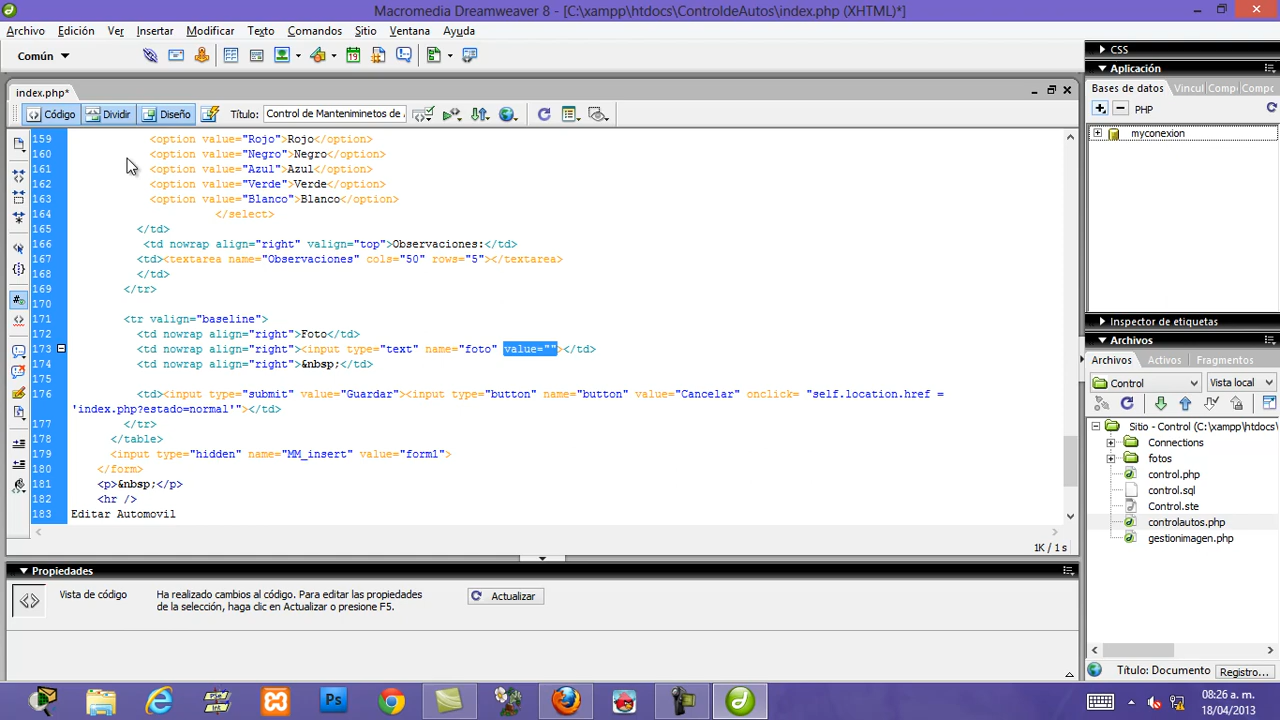 Macromedia Dreamweaver 8 - [C:\xampp\htdocs\ControldeAutos\index.php (XHTML)*]
Archivo Edición Ver Insertar Modificar Texto Comandos Sitio Ventana Ayuda
Común
index.php*
Código Dividir Diseño Título: Control de Manteniminetos de
159 <option value="Rojo">Rojo</option>
160 <option value="Negro">Negro</option>
161 <option value="Azul">Azul</option>
162 <option value="Verde">Verde</option>
163 <option value="Blanco">Blanco</option>
164 </select>
165 </td>
166 <td nowrap align="right" valign="top">Observaciones:</td>
167 <td><textarea name="Observaciones" cols="50" rows="5"></textarea>
168 </td>
169 </tr>
170
171 <tr valign="baseline">
172 <td nowrap align="right">Foto</td>
173 <td nowrap align="right"><input type="text" name="foto" value=""></td>
174 <td nowrap align="right">&nbsp;</td>
175
176 <td><input type="submit" value="Guardar"><input type="button" name="button" value="Cancelar" onclick= "self.location.href =
'index.php?estado=normal'"></td>
177 </tr>
178 </table>
179 <input type="hidden" name="MM_insert" value="form1">
180 </form>
181 <p>&nbsp;</p>
182 <hr />
183 Editar Automovil
1K / 1 s
Propiedades
Vista de código
Ha realizado cambios al código. Para editar las propiedades
de la selección, haga clic en Actualizar o presione F5.
Actualizar
CSS
Aplicación
Bases de datos Vincul Comp Compo
PHP
myconexion
Inspector de etiquetas
Archivos
Archivos Activos Fragmentos
Control Vista local
Sitio - Control (C:\xampp\htdocs
Connections
fotos
control.php
control.sql
Control.ste
controlautos.php
gestionimagen.php
Título: Documento Registro...
Ps
08:26 a. m.
18/04/2013